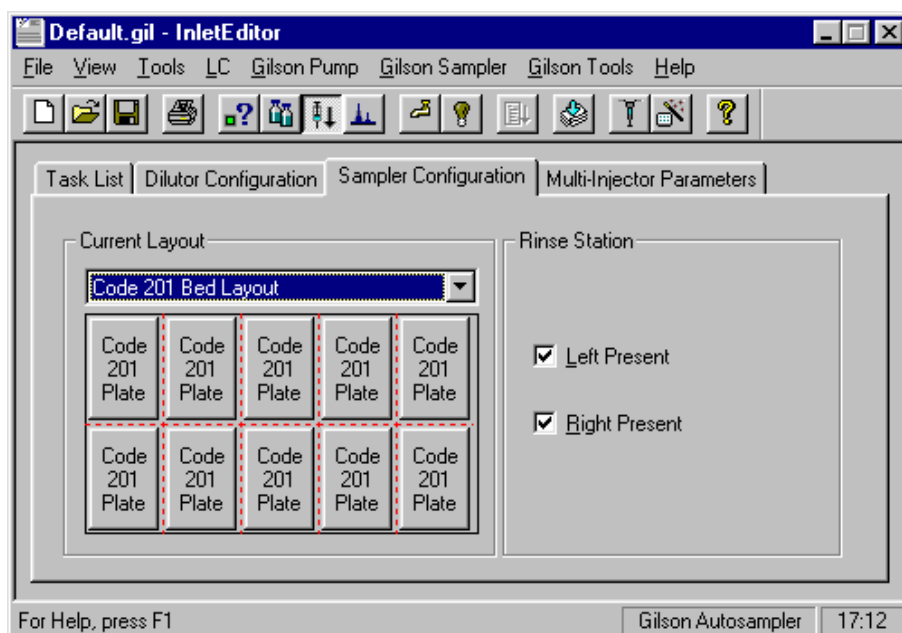 Default.gil - InletEditor
File View Tools LC Gilson Pump Gilson Sampler Gilson Tools Help
Task List Dilutor Configuration Sampler Configuration Multi-Injector Parameters
Current Layout
Rinse Station
Code 201 Bed Layout
Code Code Code Code Code
201 201 201 201 201
Plate Plate Plate Plate Plate
Left Present
Right Present
Code Code Code Code Code
201 201 201 201 201
Plate Plate Plate Plate Plate
For Help, press F1 Gilson Autosampler 17:12